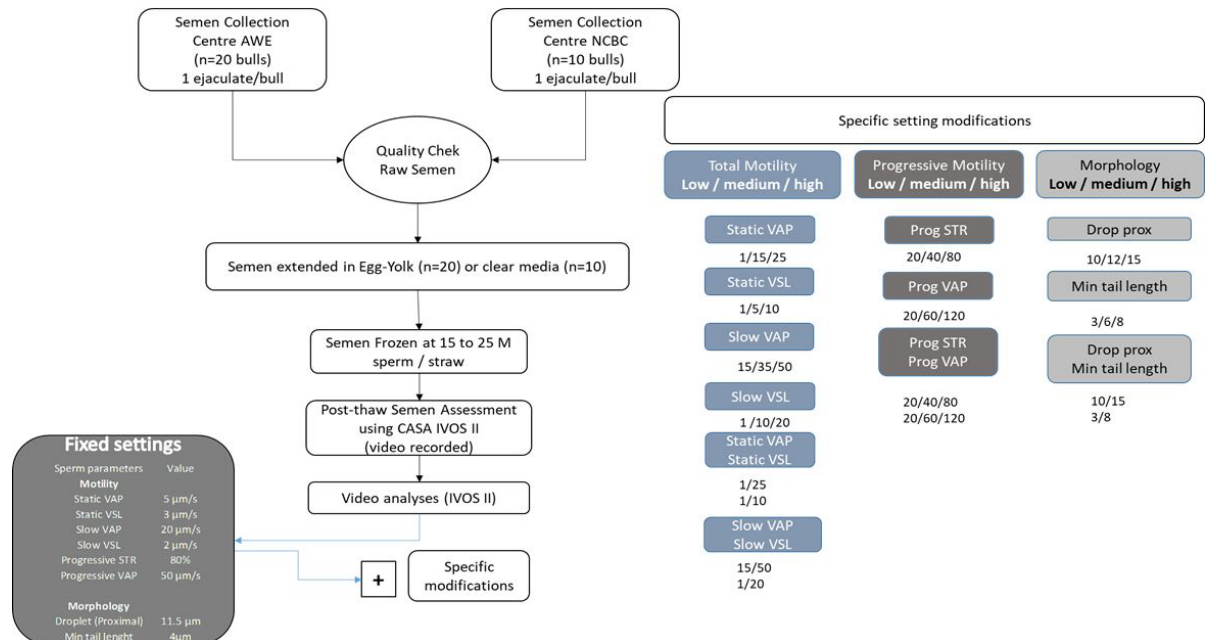 Semen Collection
Centre AWE
(n=20 bulls)
1 ejaculate/bull
Semen Collection
Centre NCBC
(n=10 bulls)
1 ejaculate/bull
Quality Chek
Raw Semen
Semen extended in Egg-Yolk (n=20) or clear media (n=10)
Semen Frozen at 15 to 25 M
sperm / straw
Post-thaw Semen Assessment
using CASA IVOS II
(video recorded)
Video analyses (IVOS II)
+
Specific
modifications
Fixed settings
Sperm parameters Value
Motility
Static VAP 5 µm/s
Static VSL 3 µm/s
Slow VAP 20 µm/s
Slow VSL 2 µm/s
Progressive STR 80%
Progressive VAP 50 µm/s
Morphology
Droplet (Proximal) 11.5 µm
Min tail lenght 4µm
Specific setting modifications
Total Motility
Low / medium / high
Static VAP
1/15/25
Static VSL
1/5/10
Slow VAP
15/35/50
Slow VSL
1 /10/20
Static VAP
Static VSL
1/25
1/10
Slow VAP
Slow VSL
15/50
1/20
Progressive Motility
Low / medium / high
Prog STR
20/40/80
Prog VAP
20/60/120
Prog STR
Prog VAP
20/40/80
20/60/120
Morphology
Low / medium / high
Drop prox
10/12/15
Min tail length
3/6/8
Drop prox
Min tail length
10/15
3/8